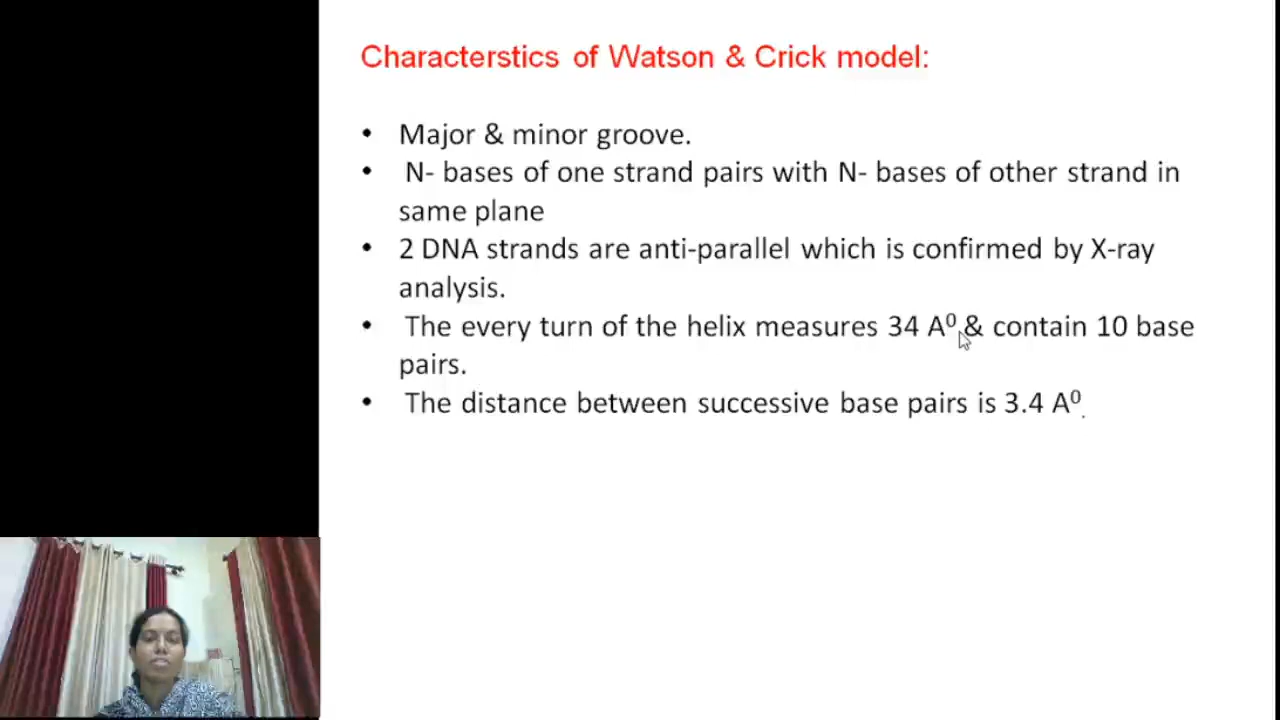 Characterstics of Watson & Crick model:
• Major & minor groove.
• N- bases of one strand pairs with N- bases of other strand in
same plane
• 2 DNA strands are anti-parallel which is confirmed by X-ray
analysis.
• The every turn of the helix measures 34 A⁰ & contain 10 base
pairs.
• The distance between successive base pairs is 3.4 A⁰.